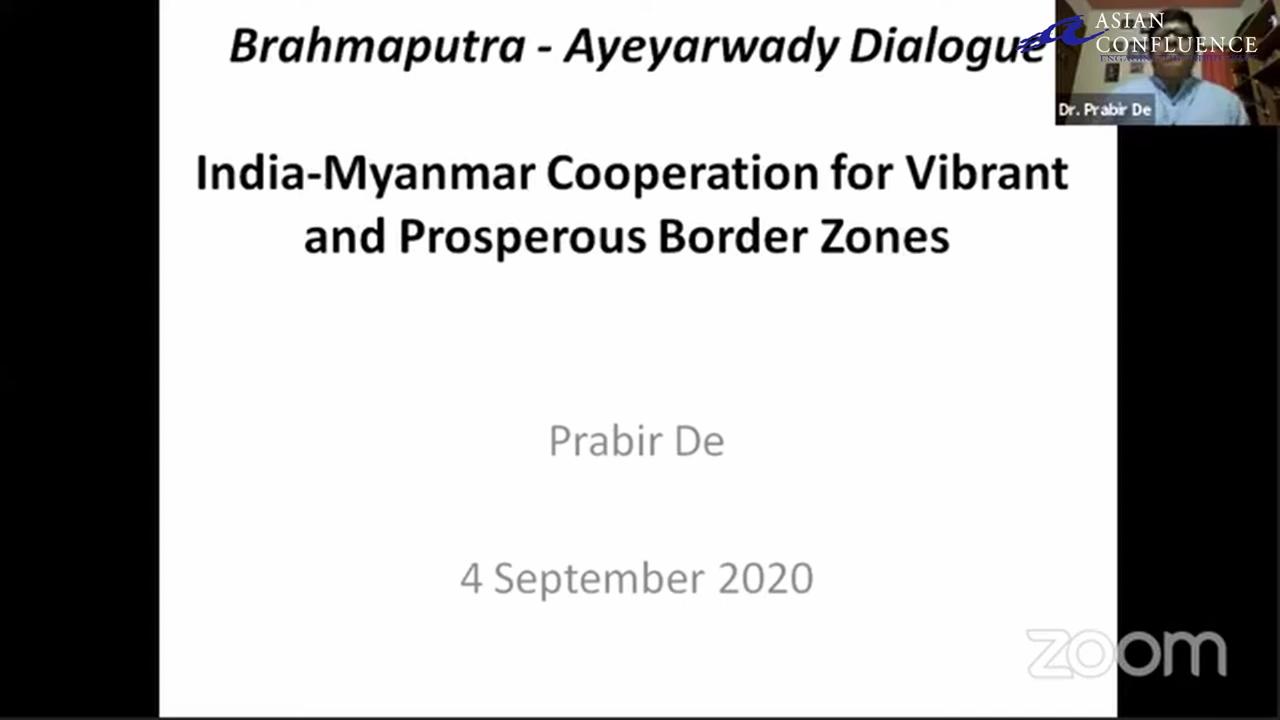 Brahmaputra - Ayeyarwady Dialogue
ASIAN
CONFLUENCE
Dr. Prabir De
India-Myanmar Cooperation for Vibrant
and Prosperous Border Zones
Prabir De
4 September 2020
zoom